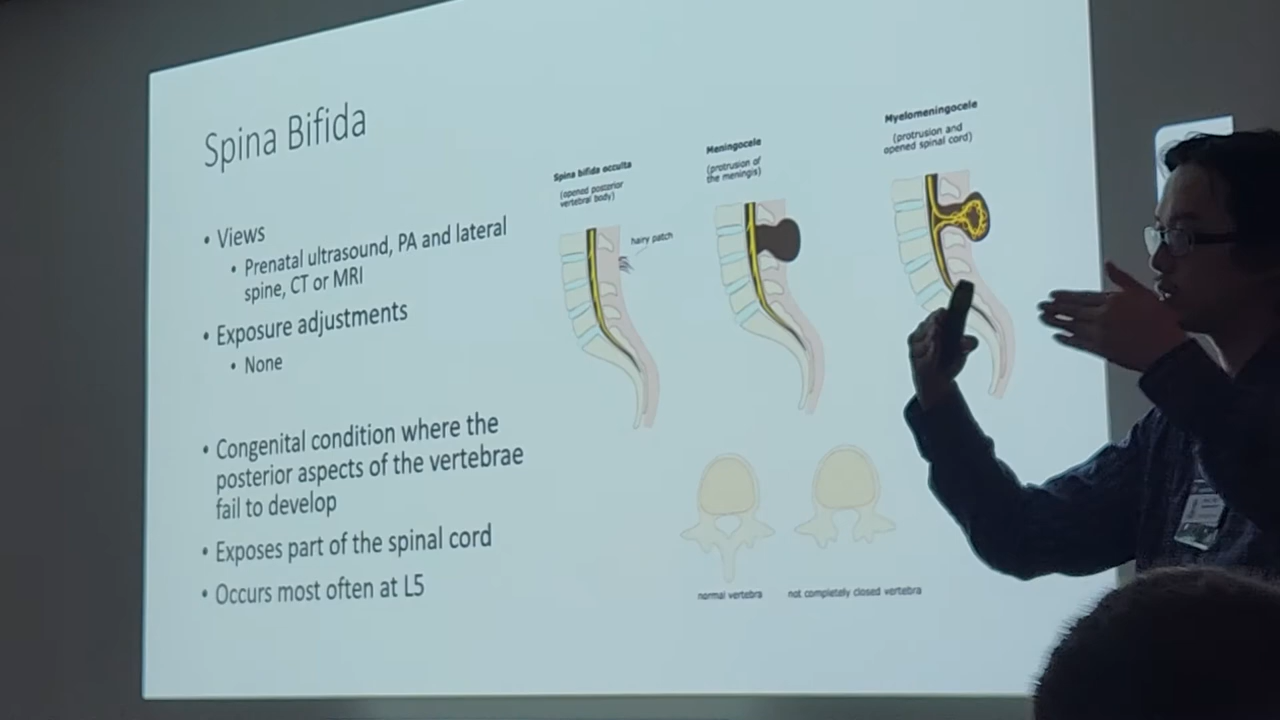 Spina Bifida
• Views
• Prenatal ultrasound, PA and lateral
spine, CT or MRI
• Exposure adjustments
• None
• Congenital condition where the
posterior aspects of the vertebrae
fail to develop
• Exposes part of the spinal cord
• Occurs most often at L5
Spina bifida occulta
(opened posterior
vertebral body)
hairy patch
Meningocele
(protrusion of
the meningis)
Myelomeningocele
(protrusion and
opened spinal cord)
normal vertebra
not completely closed vertebra